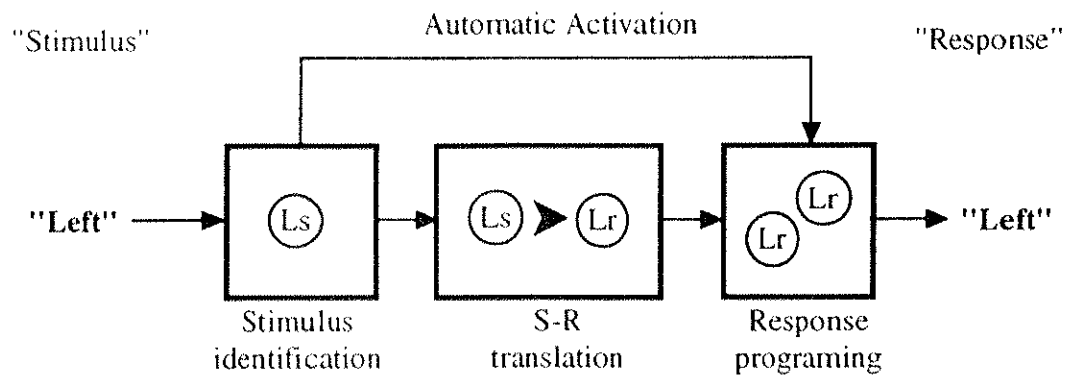 "Stimulus"
Automatic Activation
"Response"
"Left"
Ls
Ls
Lr
Lr
Lr
"Left"
Stimulus
identification
S-R
translation
Response
programing